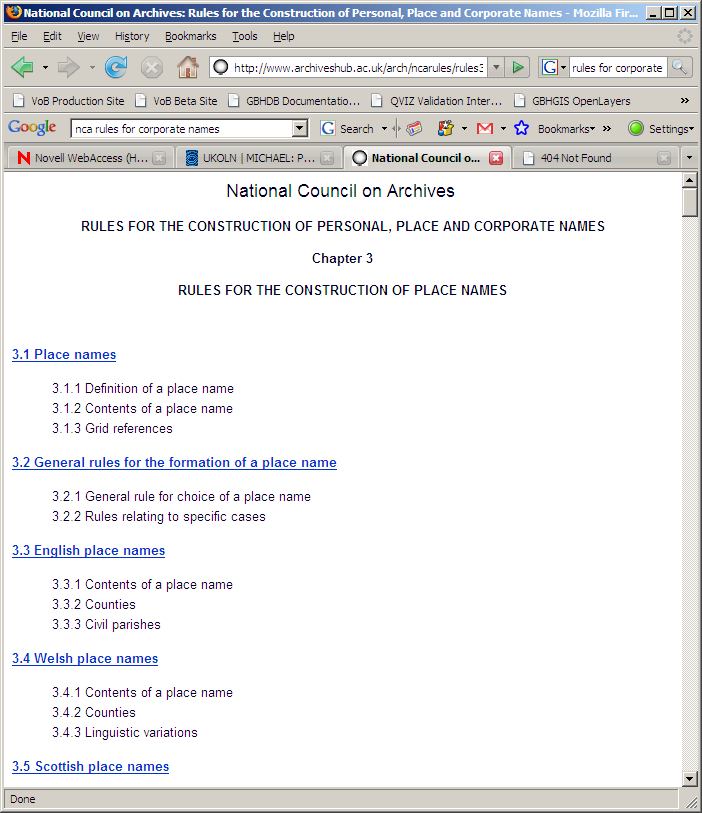 National Council on Archives: Rules for the Construction of Personal, Place and Corporate Names - Mozilla Fir...
File Edit View History Bookmarks Tools Help
http://www.archiveshub.ac.uk/arch/ncarules/rules3 rules for corporate
VoB Production Site VoB Beta Site GBHDB Documentatio... QVIZ Validation Inter... GBHGIS OpenLayers »
Google nca rules for corporate names G Search Bookmarks » Settings
Novell WebAccess (H... UKOLN | MICHAEL: P... National Council o... 404 Not Found
National Council on Archives
RULES FOR THE CONSTRUCTION OF PERSONAL, PLACE AND CORPORATE NAMES
Chapter 3
RULES FOR THE CONSTRUCTION OF PLACE NAMES
3.1 Place names
3.1.1 Definition of a place name
3.1.2 Contents of a place name
3.1.3 Grid references
3.2 General rules for the formation of a place name
3.2.1 General rule for choice of a place name
3.2.2 Rules relating to specific cases
3.3 English place names
3.3.1 Contents of a place name
3.3.2 Counties
3.3.3 Civil parishes
3.4 Welsh place names
3.4.1 Contents of a place name
3.4.2 Counties
3.4.3 Linguistic variations
3.5 Scottish place names
Done